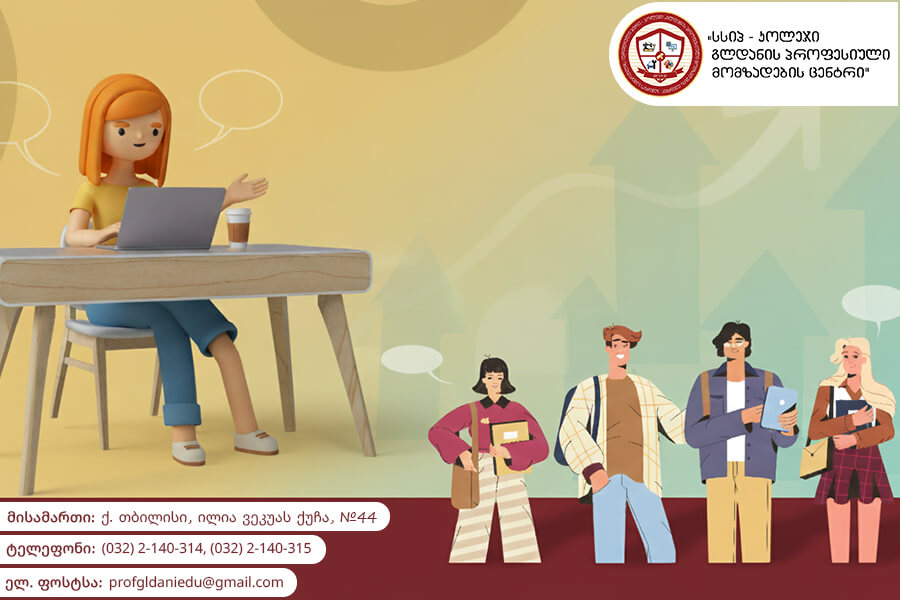 "სსიპ - კოლეჯი
გლდანის პროფესიული
მომზადების ცენტრი"
მისამართი: ქ. თბილისი, ილია ვეკუას ქუჩა, №44
ტელეფონი: (032) 2-140-314, (032) 2-140-315
ელ. ფოსტსა: profgldaniedu@gmail.com